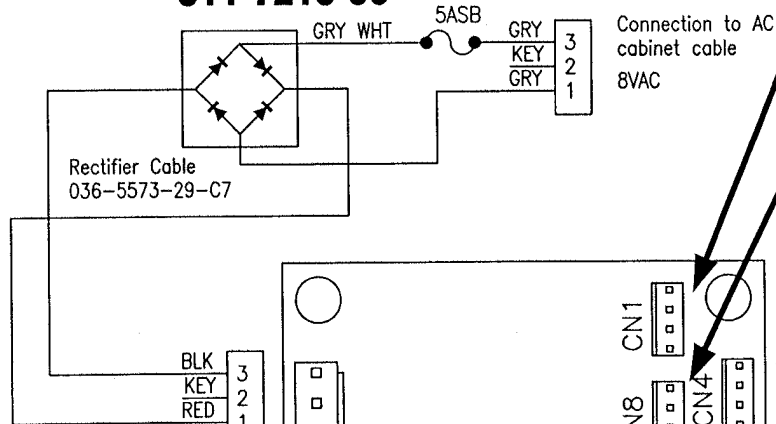 5ASB
GRY WHT
GRY
3
Connection to AC
cabinet cable
KEY
2
GRY
1
8VAC
Rectifier Cable
036-5573-29-C7
CN1
BLK
3
KEY
2
RED
1
CN4